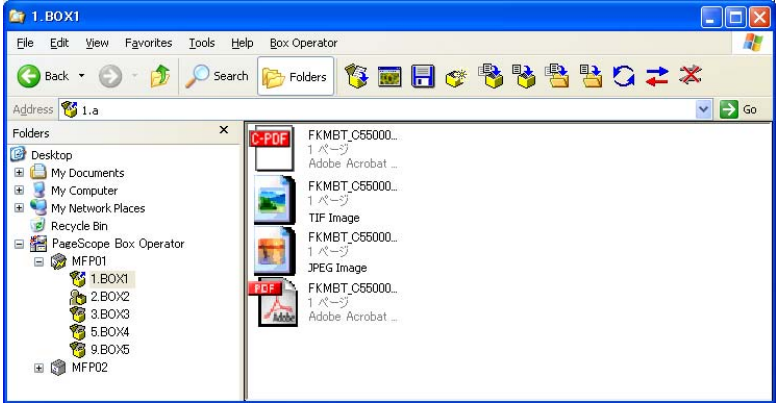 1.BOX1
File Edit View Favorites Tools Help Box Operator
Back Search Folders
Address 1.a Go
Folders x
Desktop
My Documents
My Computer
My Network Places
Recycle Bin
PageScope Box Operator
MFP01
1.BOX1
2.BOX2
3.BOX3
5.BOX4
9.BOX5
MFP02
C-PDF
FKMBT_C55000...
1 ページ
Adobe Acrobat ...
FKMBT_C55000...
1 ページ
TIF Image
FKMBT_C55000...
1 ページ
JPEG Image
PDF
Adobe
FKMBT_C55000...
1 ページ
Adobe Acrobat ...